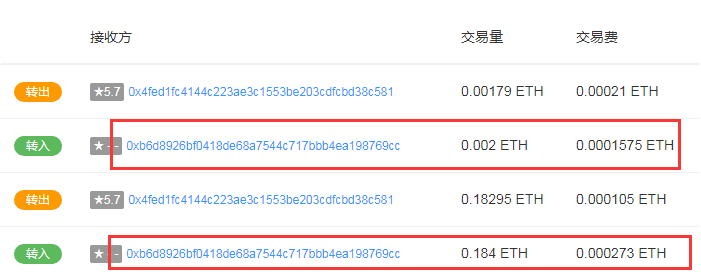 接收方 交易量 交易费
转出 ★5.7 0x4fed1fc4144c223ae3c1553be203cdfcbd38c581 0.00179 ETH 0.00021 ETH
转入 ★-- 0xb6d8926bf0418de68a7544c717bbb4ea198769cc 0.002 ETH 0.0001575 ETH
转出 ★5.7 0x4fed1fc4144c223ae3c1553be203cdfcbd38c581 0.18295 ETH 0.000105 ETH
转入 ★-- 0xb6d8926bf0418de68a7544c717bbb4ea198769cc 0.184 ETH 0.000273 ETH